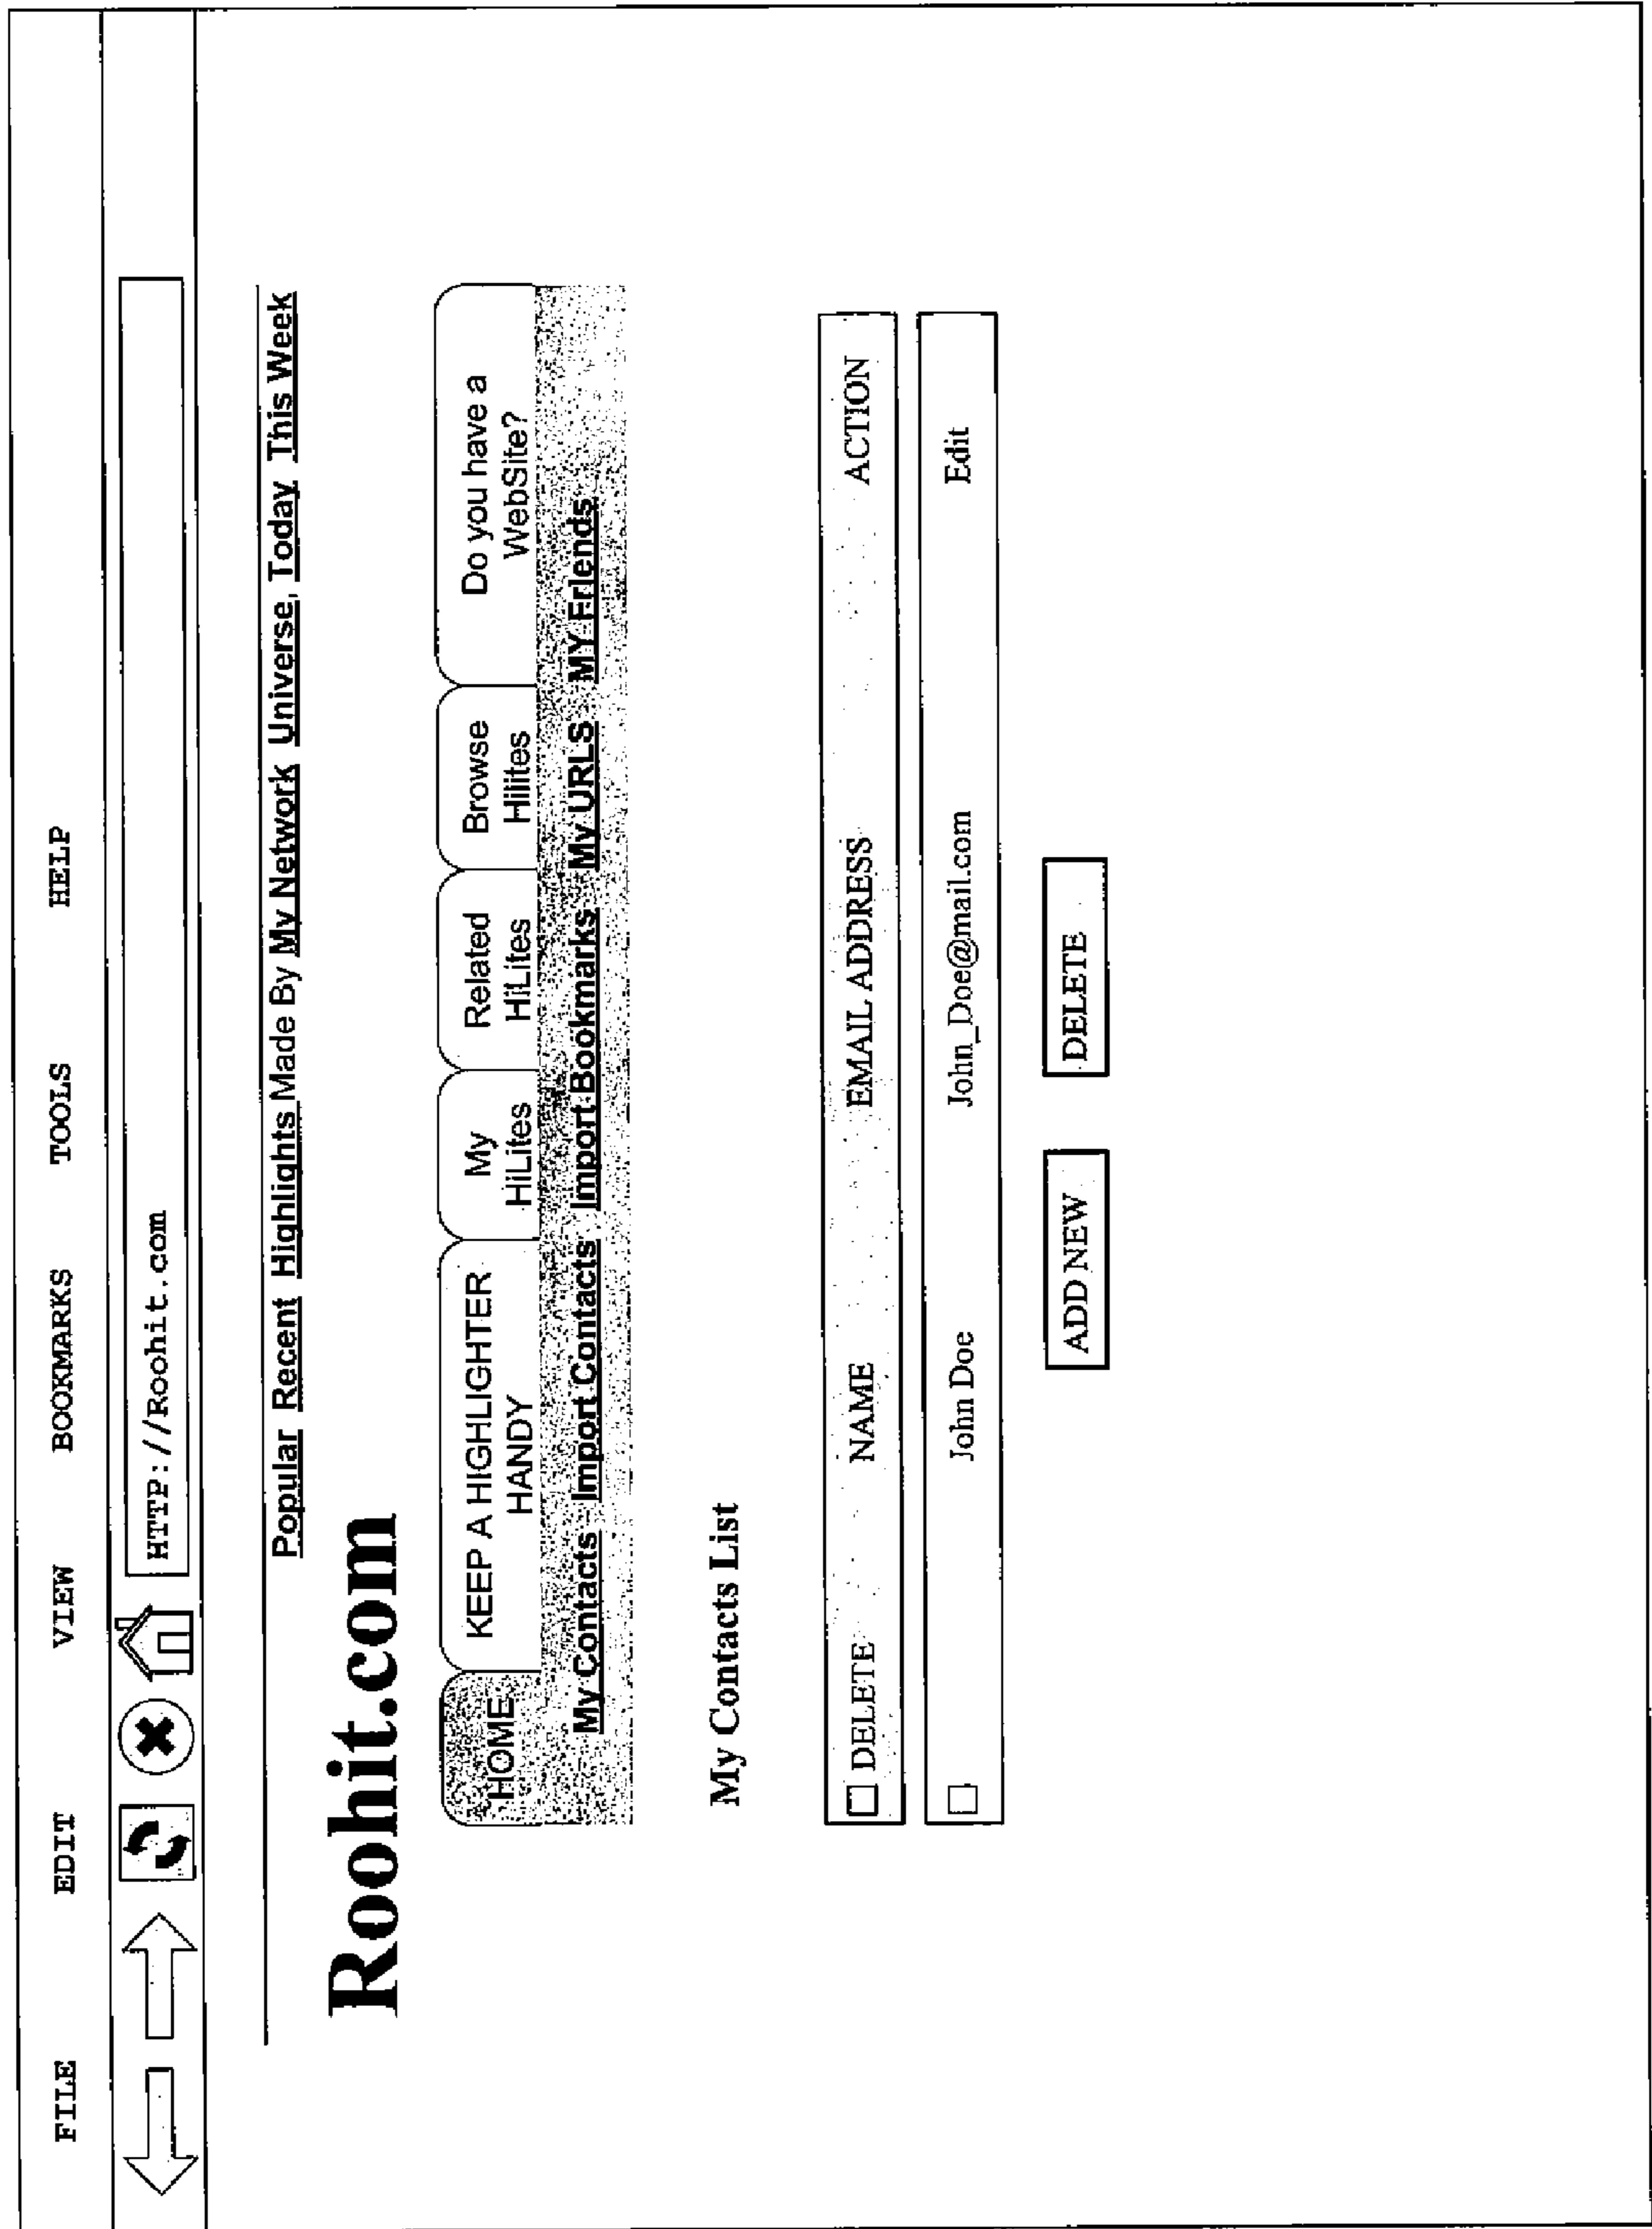 FILE EDIT VIEW BOOKMARKS TOOLS HELP
HTTP://Roohit.com
Popular Recent Highlights Made By My Network Universe, Today This Week
Roohit.com
HOME
KEEP A HIGHLIGHTER
HANDY
My
HiLites
Related
HiLites
Browse
Hilites
Do you have a
WebSite?
My Contacts Import Contacts Import Bookmarks My URLS MY Friends
My Contacts List
DELETE NAME EMAIL ADDRESS ACTION
John Doe John_Doe@mail.com Edit
ADD NEW DELETE